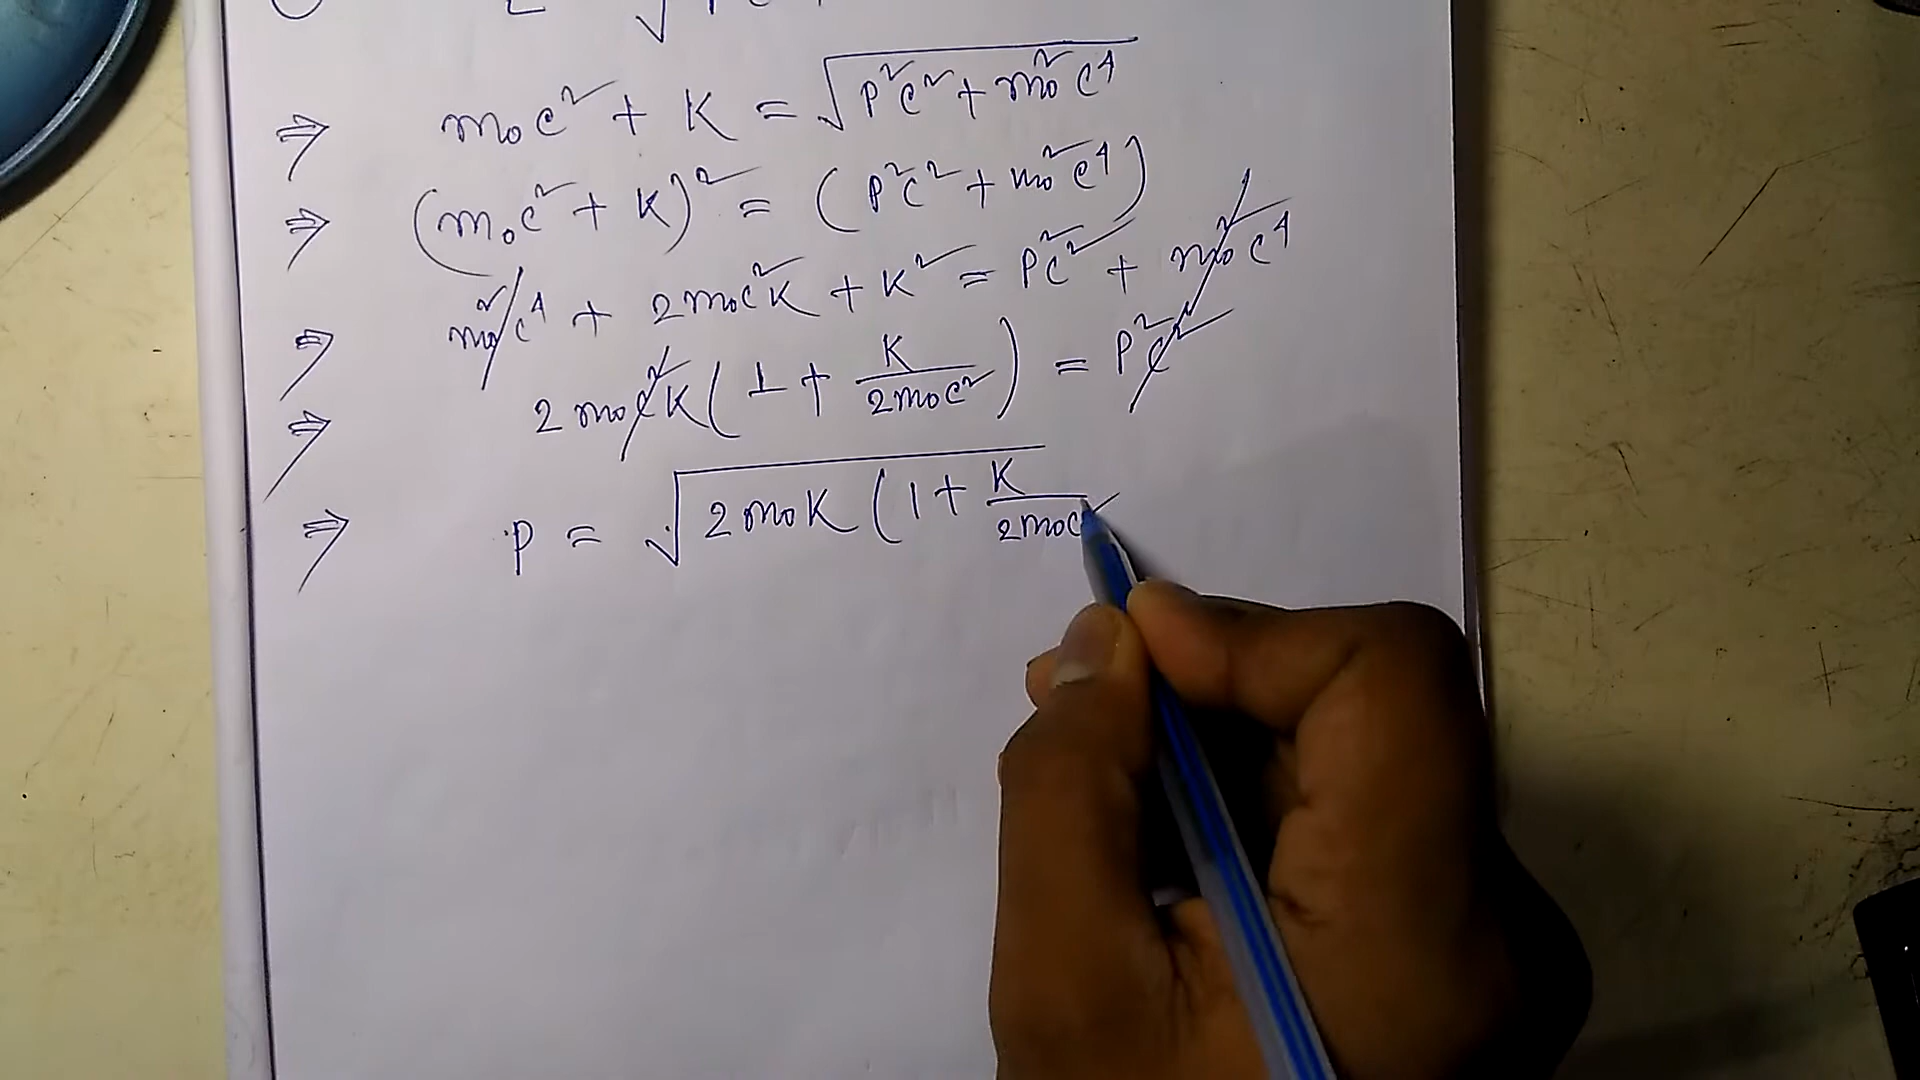 ⇒ m₀c² + K = √(P²c² + m₀²c⁴)
⇒ (m₀c² + K)² = (P²c² + m₀²c⁴)
⇒ m₀²c⁴ + 2m₀c²K + K² = P²c² + m₀²c⁴
⇒ 2m₀c²K(1 + K/2m₀c²) = P²c²
⇒ P = √2m₀K (1 + K/2m₀c²